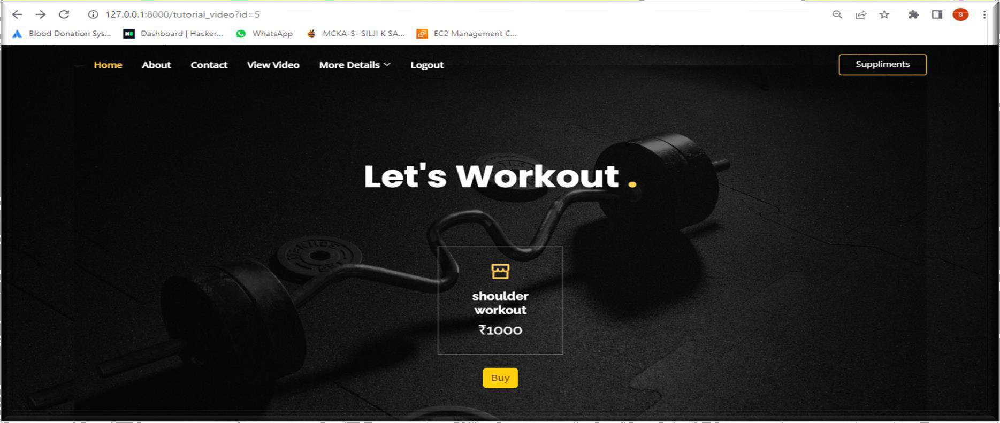 127.0.0.1:8000/tutorial_video?id=5
S
Blood Donation Sys... Dashboard | Hacker... WhatsApp MCKA-S- SILJI K SA... EC2 Management C...
Home About Contact View Video More Details Logout Suppliments
Let's Workout .
shoulder
workout
₹1000
Buy